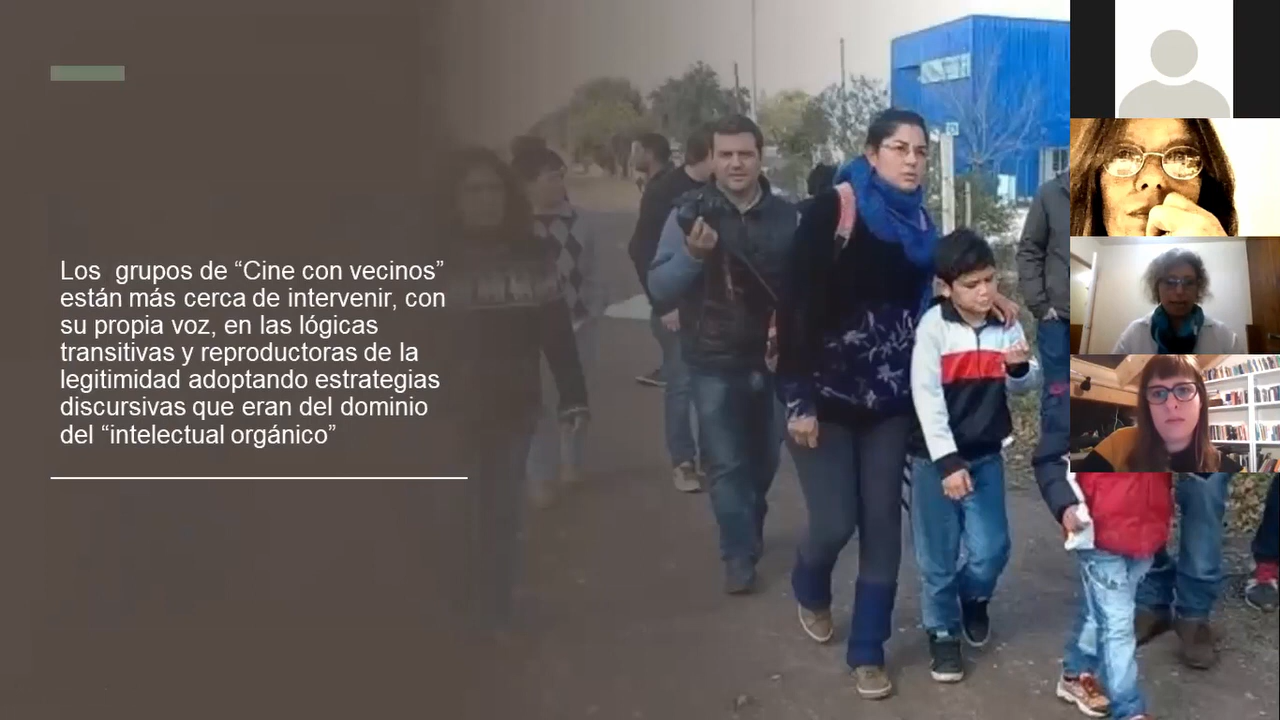 Los  grupos de “Cine con vecinos”
están más cerca de intervenir, con
su propia voz, en las lógicas
transitivas y reproductoras de la
legitimidad adoptando estrategias
discursivas que eran del dominio
del “intelectual orgánico”